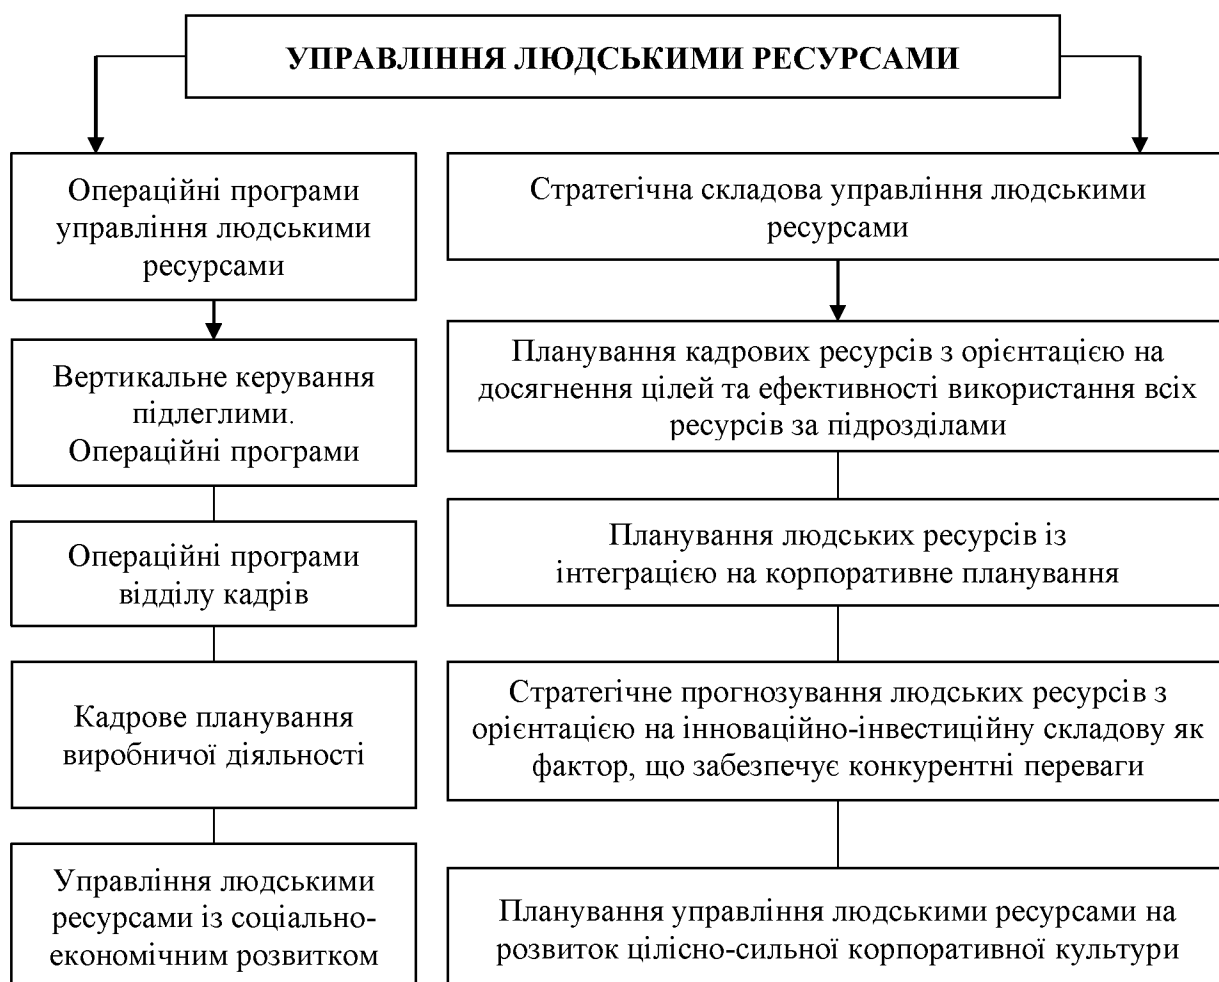 УПРАВЛІННЯ ЛЮДСЬКИМИ РЕСУРСАМИ
Операційні програми
управління людськими
ресурсами
Вертикальне керування
підлеглими.
Операційні програми
Операційні програми
відділу кадрів
Кадрове планування
виробничої діяльності
Управління людськими
ресурсами із соціально-
економічним розвитком
Стратегічна складова управління людськими
ресурсами
Планування кадрових ресурсів з орієнтацією на
досягнення цілей та ефективності використання всіх
ресурсів за підрозділами
Планування людських ресурсів із
інтеграцією на корпоративне планування
Стратегічне прогнозування людських ресурсів з
орієнтацією на інноваційно-інвестиційну складову як
фактор, що забезпечує конкурентні переваги
Планування управління людськими ресурсами на
розвиток цілісно-сильної корпоративної культури